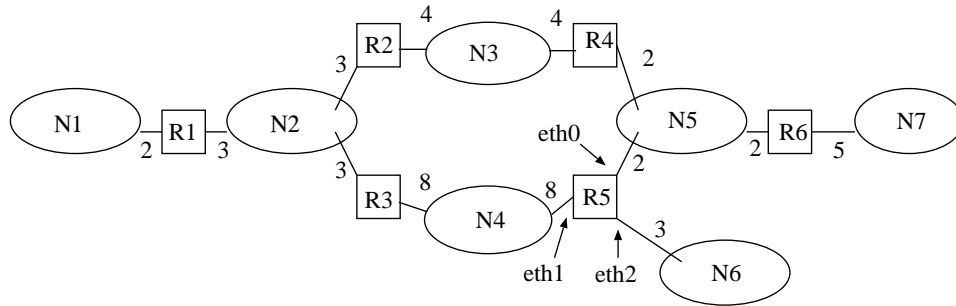 4 4
R2 N3 R4
3 2
N1 R1 N2 N5 R6 N7
2 3 eth0 2 5
3 2
R3 8 N4 8 R5
3
eth1 eth2 N6